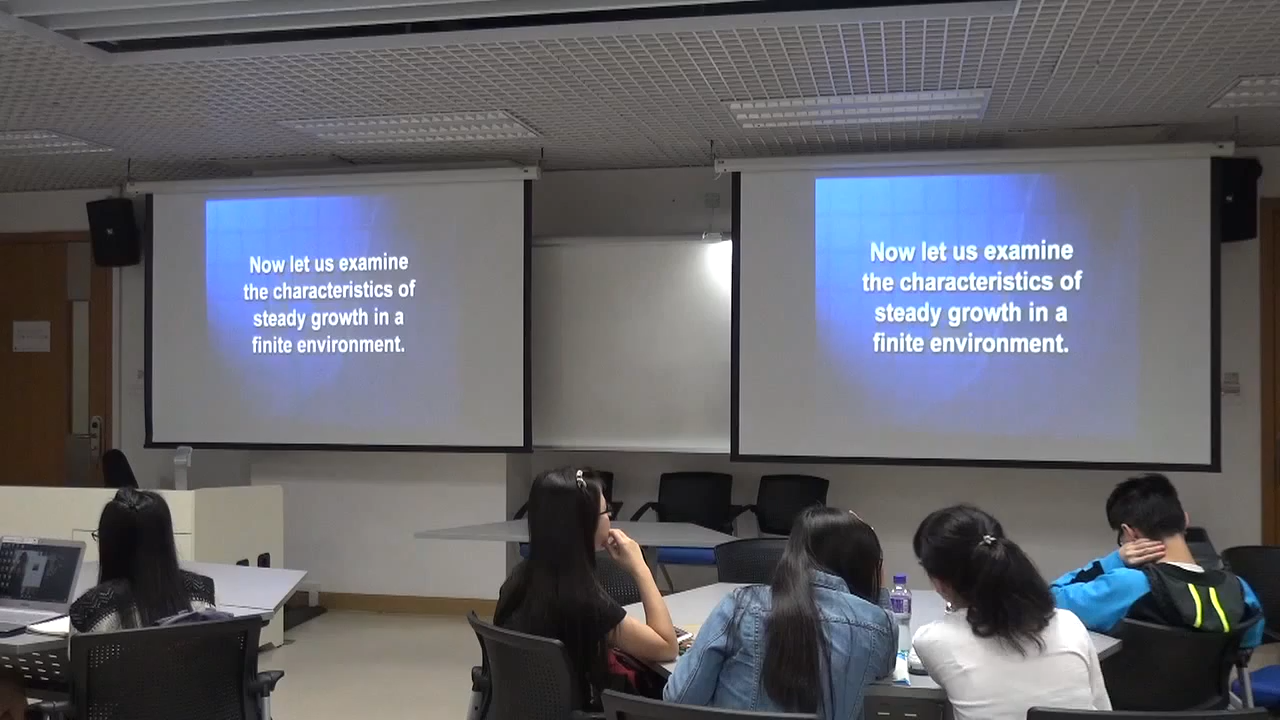 Now let us examine
the characteristics of
steady growth in a
finite environment.
Now let us examine
the characteristics of
steady growth in a
finite environment.